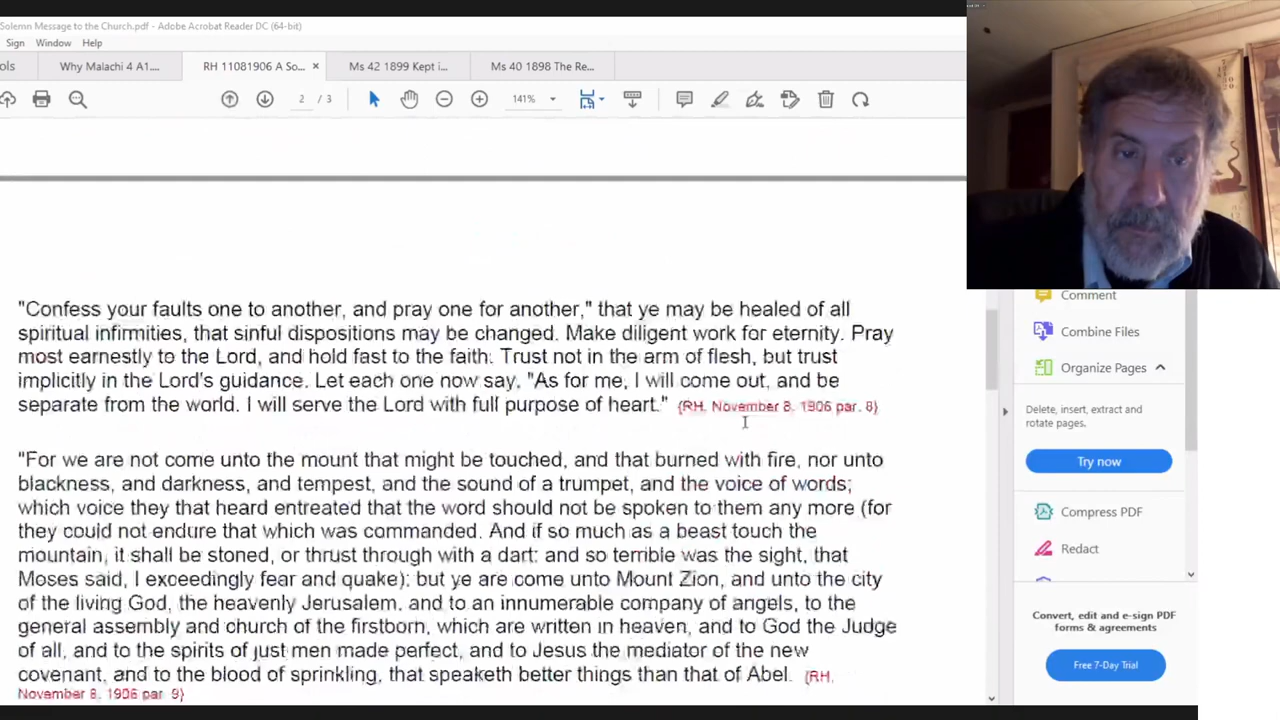 Solemn Message to the Church.pdf - Adobe Acrobat Reader DC (64-bit)
Sign Window Help
ols Why Malachi 4 A1.... RH 11081906 A So... × Ms 42 1899 Kept i... Ms 40 1898 The Re...
2 / 3 141%
"Confess your faults one to another, and pray one for another," that ye may be healed of all
spiritual infirmities, that sinful dispositions may be changed. Make diligent work for eternity. Pray
most earnestly to the Lord, and hold fast to the faith. Trust not in the arm of flesh, but trust
implicitly in the Lord's guidance. Let each one now say, "As for me, I will come out, and be
separate from the world. I will serve the Lord with full purpose of heart." {RH, November 8, 1906 par. 8}
"For we are not come unto the mount that might be touched, and that burned with fire, nor unto
blackness, and darkness, and tempest, and the sound of a trumpet, and the voice of words;
which voice they that heard entreated that the word should not be spoken to them any more (for
they could not endure that which was commanded. And if so much as a beast touch the
mountain, it shall be stoned, or thrust through with a dart: and so terrible was the sight, that
Moses said, I exceedingly fear and quake); but ye are come unto Mount Zion, and unto the city
of the living God, the heavenly Jerusalem, and to an innumerable company of angels, to the
general assembly and church of the firstborn, which are written in heaven, and to God the Judge
of all, and to the spirits of just men made perfect, and to Jesus the mediator of the new
covenant, and to the blood of sprinkling, that speaketh better things than that of Abel. {RH,
November 8, 1906 par. 9}
Comment
Combine Files
Organize Pages
Delete, insert, extract and
rotate pages.
Try now
Compress PDF
Redact
Convert, edit and e-sign PDF
forms & agreements
Free 7-Day Trial